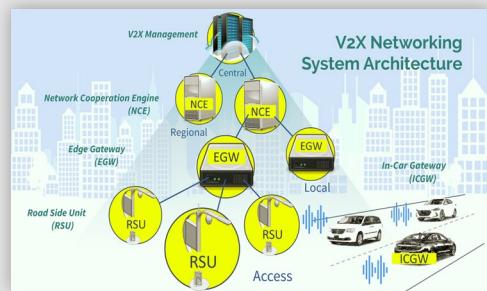 V2X Management
V2X Networking
System Architecture
Central
Network Cooperation Engine
(NCE)
NCE
NCE
Regional
Edge Gateway
(EGW)
EGW
EGW
In-Car Gateway
(ICGW)
Local
Road Side Unit
(RSU)
RSU
RSU
RSU
ICGW
Access